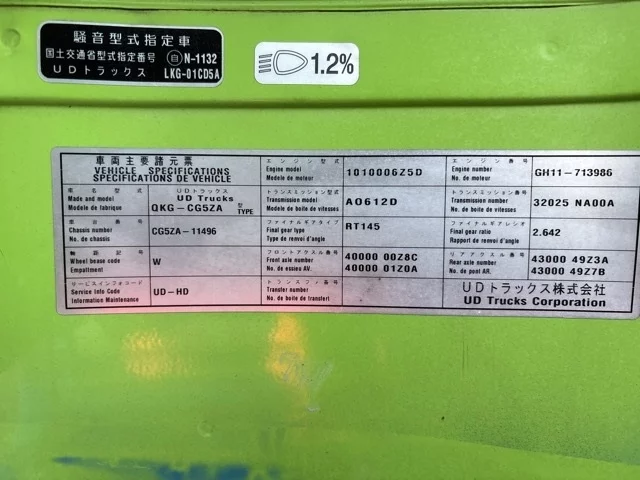 騒音型式指定車
国土交通省型式指定番号 自 N-1132
UDトラックス LKG-01CD5A
1.2%
車両主要諸元素
VEHICLE SPECIFICATIONS
SPECIFICATIONS DE VEHICLE
エンジン型式
Engine model
Modele de moteur
1010006Z5D
エンジン番号
Engine number
No. de moteur
GH11-713986
車名型式
Made and model
Modele de fabrique
UDトラックス
UD Trucks
QKG-CG5ZA 型 TYPE
トランスミッション型式
Transmission model
Modele de boite de vitesses
A0612D
トランスミッション番号
Transmission number
No. de boite de vitesses
32025 NA00A
車台番号
Chassis number
No. de chassis
CG5ZA-11496
ファイナルギアタイプ
Final gear type
Type de renvoi d'angle
RT145
ファイナルギアレシオ
Final gear ratio
Rapport de renvoi d'angle
2.642
軸距記号
Wheel base code
Empattment
W
フロントアクスル番号
Front axle number
No. de essieu AV.
40000 00Z8C
40000 01Z0A
リアアクスル番号
Rear axle number
No. de pont AR.
43000 49Z3A
43000 49Z7B
サービスインフォコード
Service Info Code
Information Maintenance
UD-HD
トランスファ番号
Transfer number
No. de boite de transfert
UDトラックス株式会社
UD Trucks Corporation